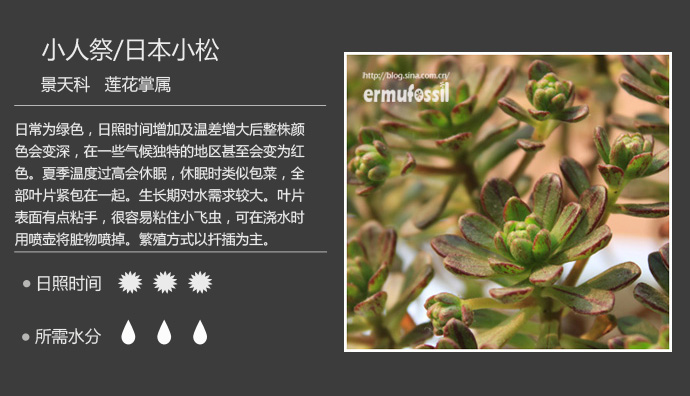 小人祭/日本小松
景天科 莲花掌属
日常为绿色，日照时间增加及温差增大后整株颜
色会变深，在一些气候独特的地区甚至会变为红
色。夏季温度过高会休眠，休眠时类似包菜，全
部叶片紧包在一起。生长期对水需求较大。叶片
表面有点粘手，很容易粘住小飞虫，可在浇水时
用喷壶将脏物喷掉。繁殖方式以扦插为主。
日照时间
所需水分
http://blog.sina.com.cn/
ermufossil